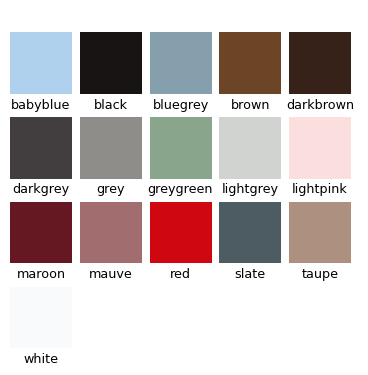 babyblue black bluegrey brown darkbrown
darkgrey grey greygreen lightgrey lightpink
maroon mauve red slate taupe
white